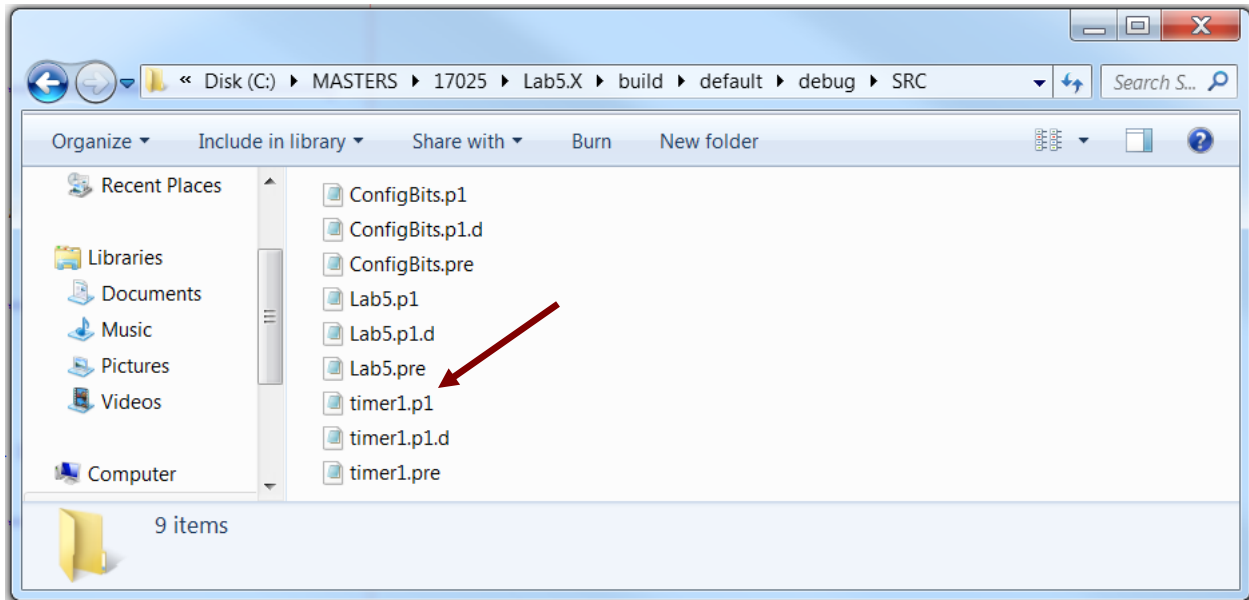 « Disk (C:) ▸ MASTERS ▸ 17025 ▸ Lab5.X ▸ build ▸ default ▸ debug ▸ SRC
Search S...
Organize Include in library Share with Burn New folder
Recent Places
Libraries
Documents
Music
Pictures
Videos
Computer
ConfigBits.p1
ConfigBits.p1.d
ConfigBits.pre
Lab5.p1
Lab5.p1.d
Lab5.pre
timer1.p1
timer1.p1.d
timer1.pre
9 items